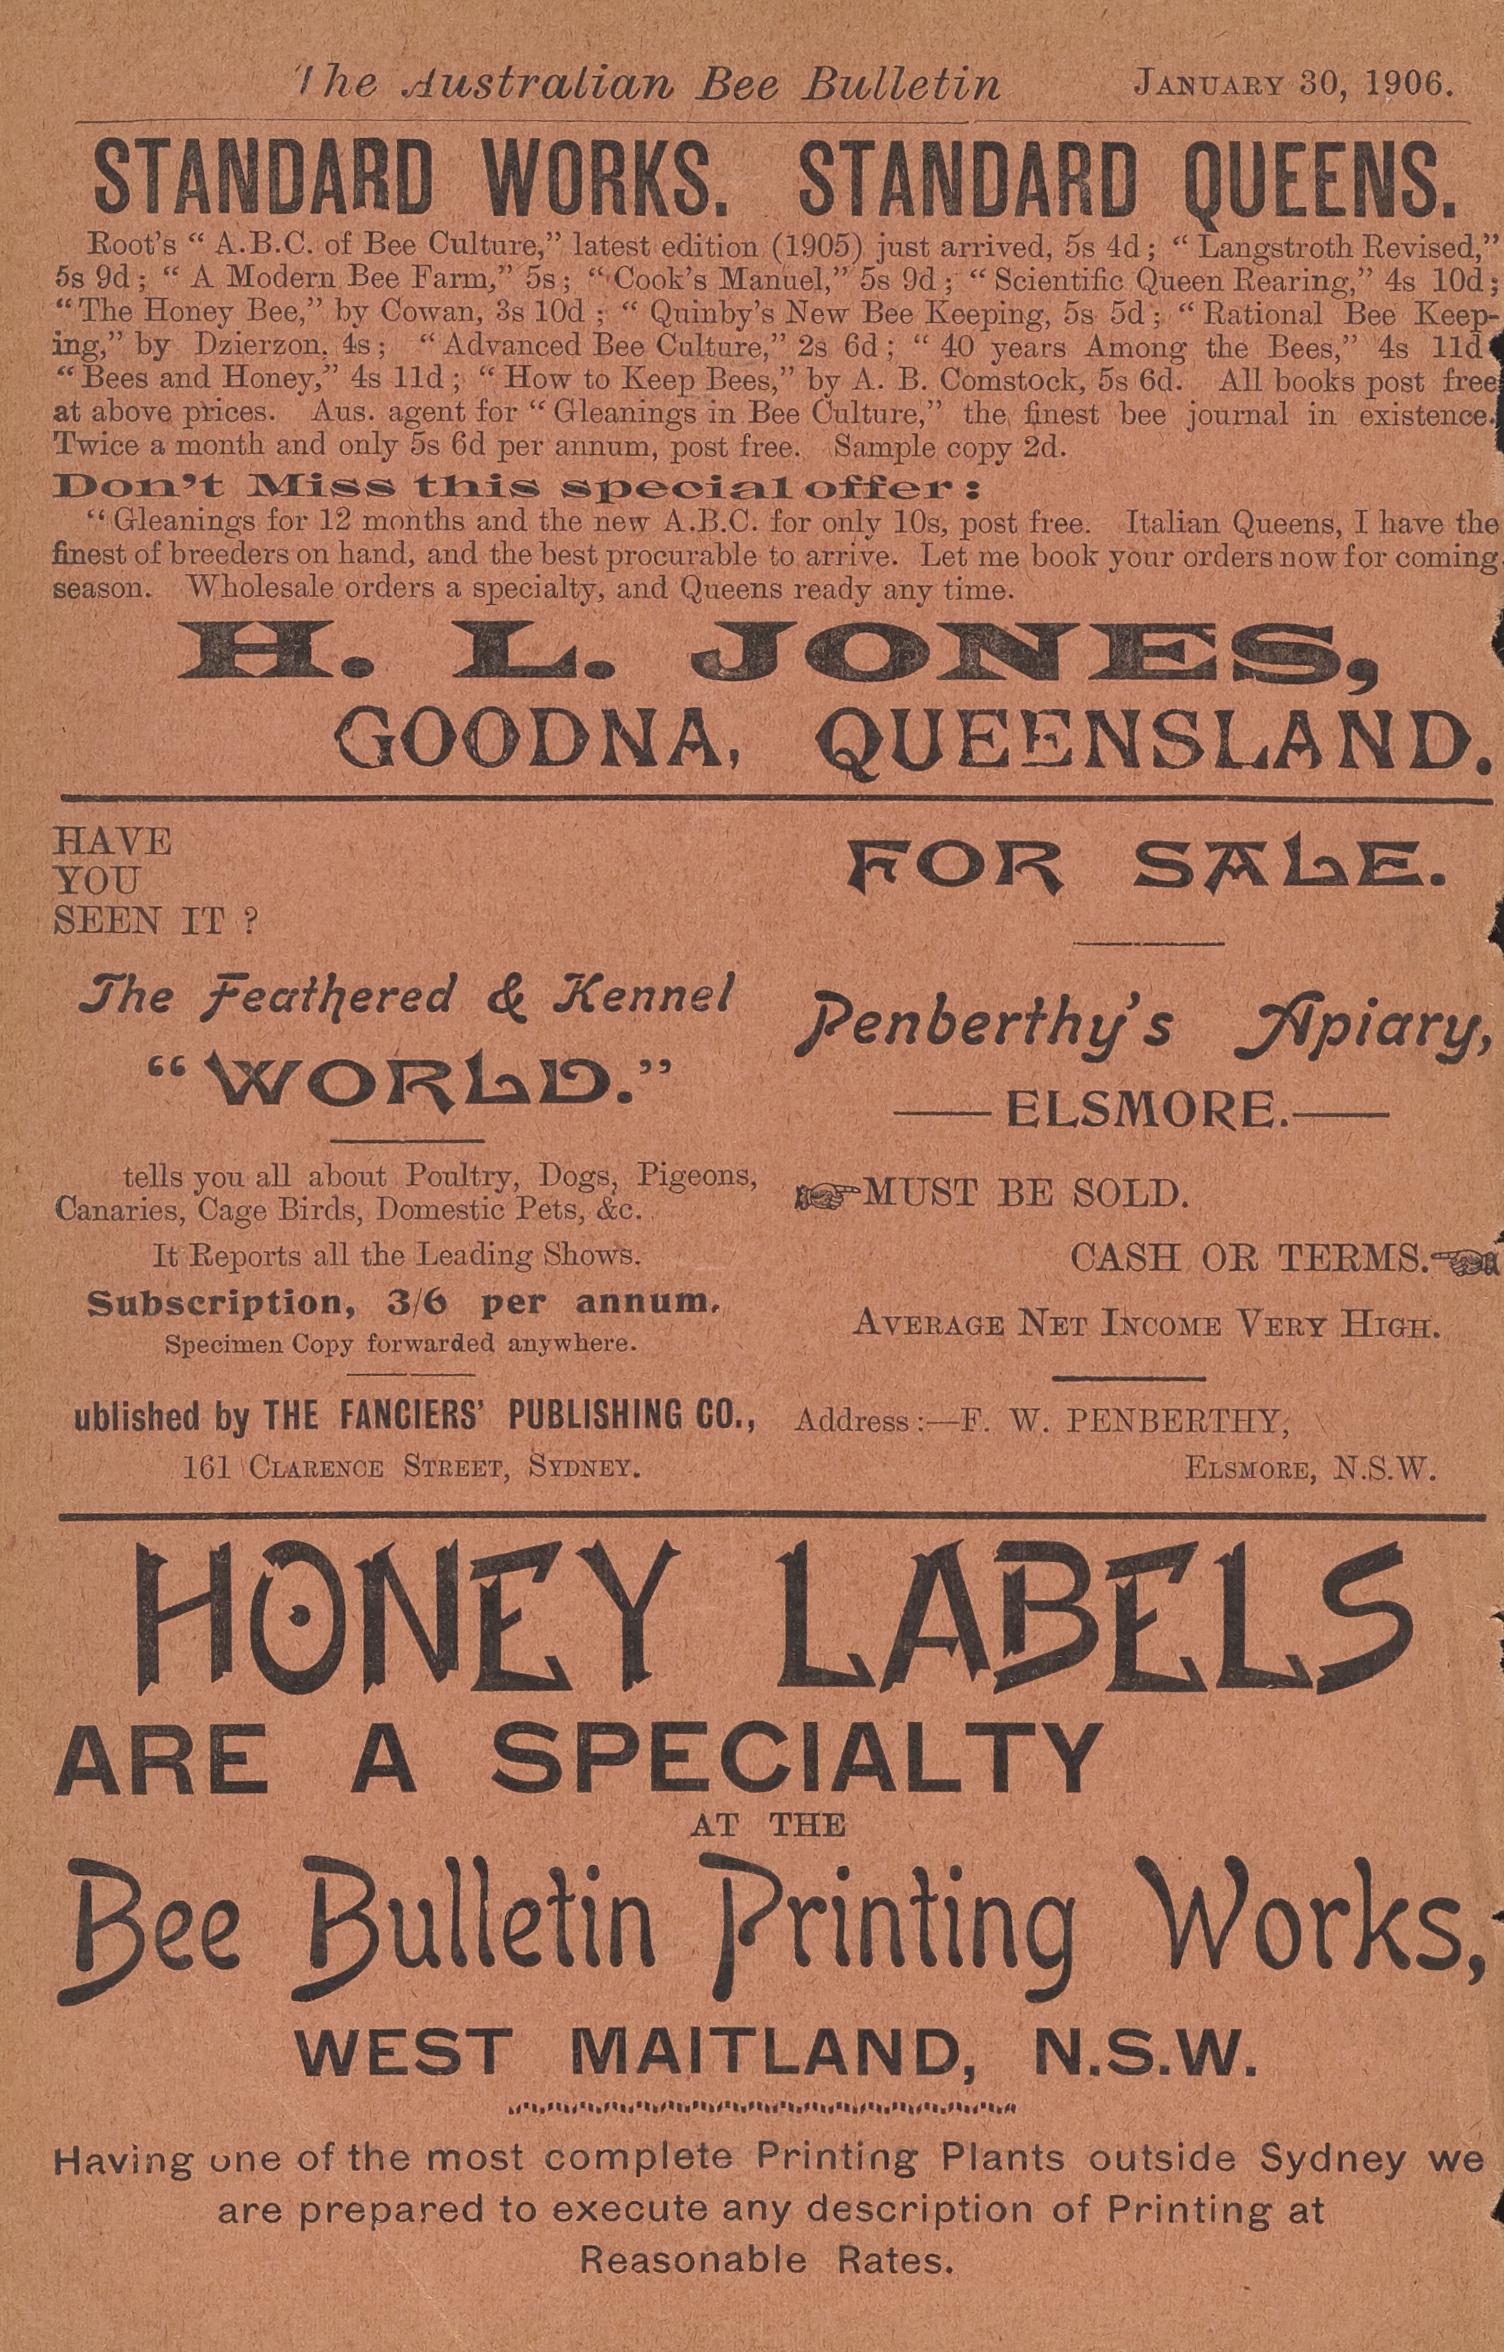 The Australian Bee Bulletin JANUARY 30, 1906.
STANDARD WORKS. STANDARD QUEENS.
Root's " A.B.C. of Bee Culture," latest edition (1905) just arrived, 5s 4d; " Langstroth Revised,"
5s 9d; " A Modern Bee Farm," 5s; " Cook's Manuel," 5s 9d; " Scientific Queen Rearing," 4s 10d;
" The Honey Bee," by Cowan, 3s 10d ; " Quinby's New Bee Keeping, 5s 5d; " Rational Bee Keep-
ing," by Dzierzon, 4s; " Advanced Bee Culture," 2s 6d; " 40 years Among the Bees," 4s 11d
" Bees and Honey," 4s 11d; " How to Keep Bees," by A. B. Comstock, 5s 6d. All books post free
at above prices. Aus. agent for " Gleanings in Bee Culture," the finest bee journal in existence.
Twice a month and only 5s 6d per annum, post free. Sample copy 2d.
Don't Miss this special offer:
" Gleanings for 12 months and the new A.B.C. for only 10s, post free. Italian Queens, I have the
finest of breeders on hand, and the best procurable to arrive. Let me book your orders now for coming
season. Wholesale orders a specialty, and Queens ready any time.
H. L. JONES,
GOODNA, QUEENSLAND.
HAVE
YOU
SEEN IT ?
The Feathered & Kennel
" WORLD."
tells you all about Poultry, Dogs, Pigeons,
Canaries, Cage Birds, Domestic Pets, &c.
It Reports all the Leading Shows.
Subscription, 3/6 per annum.
Specimen Copy forwarded anywhere.
ublished by THE FANCIERS' PUBLISHING CO.,
161 CLARENCE STREET, SYDNEY.
FOR SALE.
Penberthy's Apiary,
— ELSMORE. —
MUST BE SOLD.
CASH OR TERMS.
AVERAGE NET INCOME VERY HIGH.
Address :—F. W. PENBERTHY,
ELSMORE, N.S.W.
HONEY LABELS
ARE A SPECIALTY
AT THE
Bee Bulletin Printing Works,
WEST MAITLAND, N.S.W.
Having one of the most complete Printing Plants outside Sydney we
are prepared to execute any description of Printing at
Reasonable Rates.